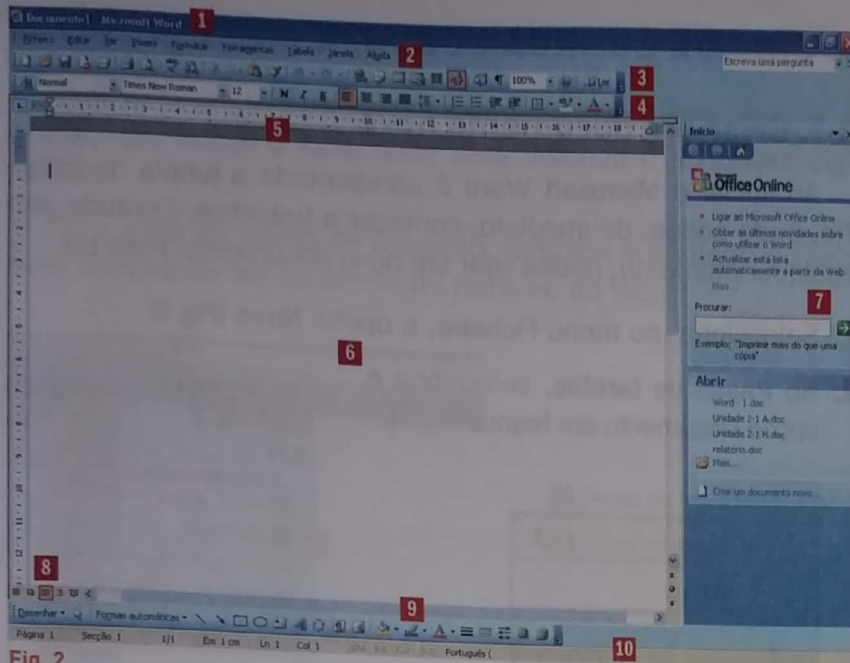 Documento1 - Microsoft Word 1
Ficheiro Editar Ver Inserir Formatar Ferramentas Tabela Janela Ajuda 2
Escreva uma pergunta
100% Ler 3
Normal Times New Roman 12 N I S 4
5
Início
Office Online
Ligar ao Microsoft Office Online
Obter as últimas novidades sobre
como utilizar o Word
Actualizar esta lista
automaticamente a partir da Web
Mais...
7
Procurar:
6
Exemplo: "Imprimir mais do que uma
cópia"
Abrir
Word - 1.doc
Unidade 2-1 A.doc
Unidade 2-1 H.doc
relatorio.doc
Mais...
Criar um documento novo...
8
9
Desenhar Formas automáticas
Página 1 Secção 1 1/1 Em 1 cm Ln 1 Col 1 Português ( 10
Fig. 2